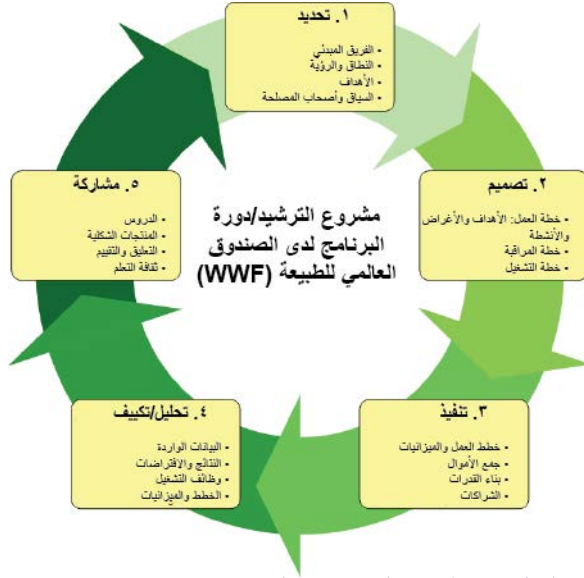 ١. تحديد
• الفريق المبدئي
• النطاق والرؤية
• الأهداف
• السياق وأصحاب المصلحة
٢. تصميم
• خطة العمل: الأهداف والأغراض
والأنشطة
• خطة المراقبة
• خطة التشغيل
٣. تنفيذ
• خطط العمل والميزانيات
• جمع الأموال
• بناء القدرات
• الشراكات
٤. تحليل/تكييف
• البيانات الواردة
• النتائج والافتراضات
• وظائف التشغيل
• الخطط والميزانيات
٥. مشاركة
• الدروس
• المنتجات الشكلية
• التعليق والتقييم
• ثقافة التعلم
مشروع الترشيد/دورة
البرنامج لدى الصندوق
العالمي للطبيعة (WWF)